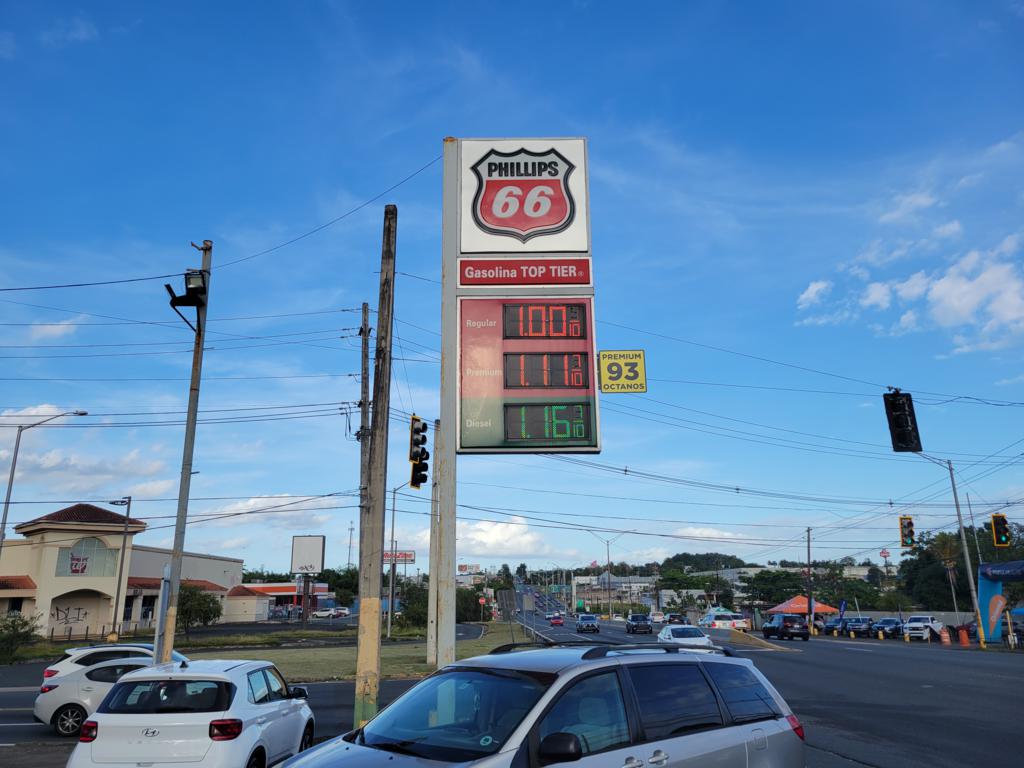 PHILLIPS
66
Gasolina TOP TIER®
Regular 1.00
Premium 1.11
Diesel 1.16
PREMIUM
93
OCTANOS